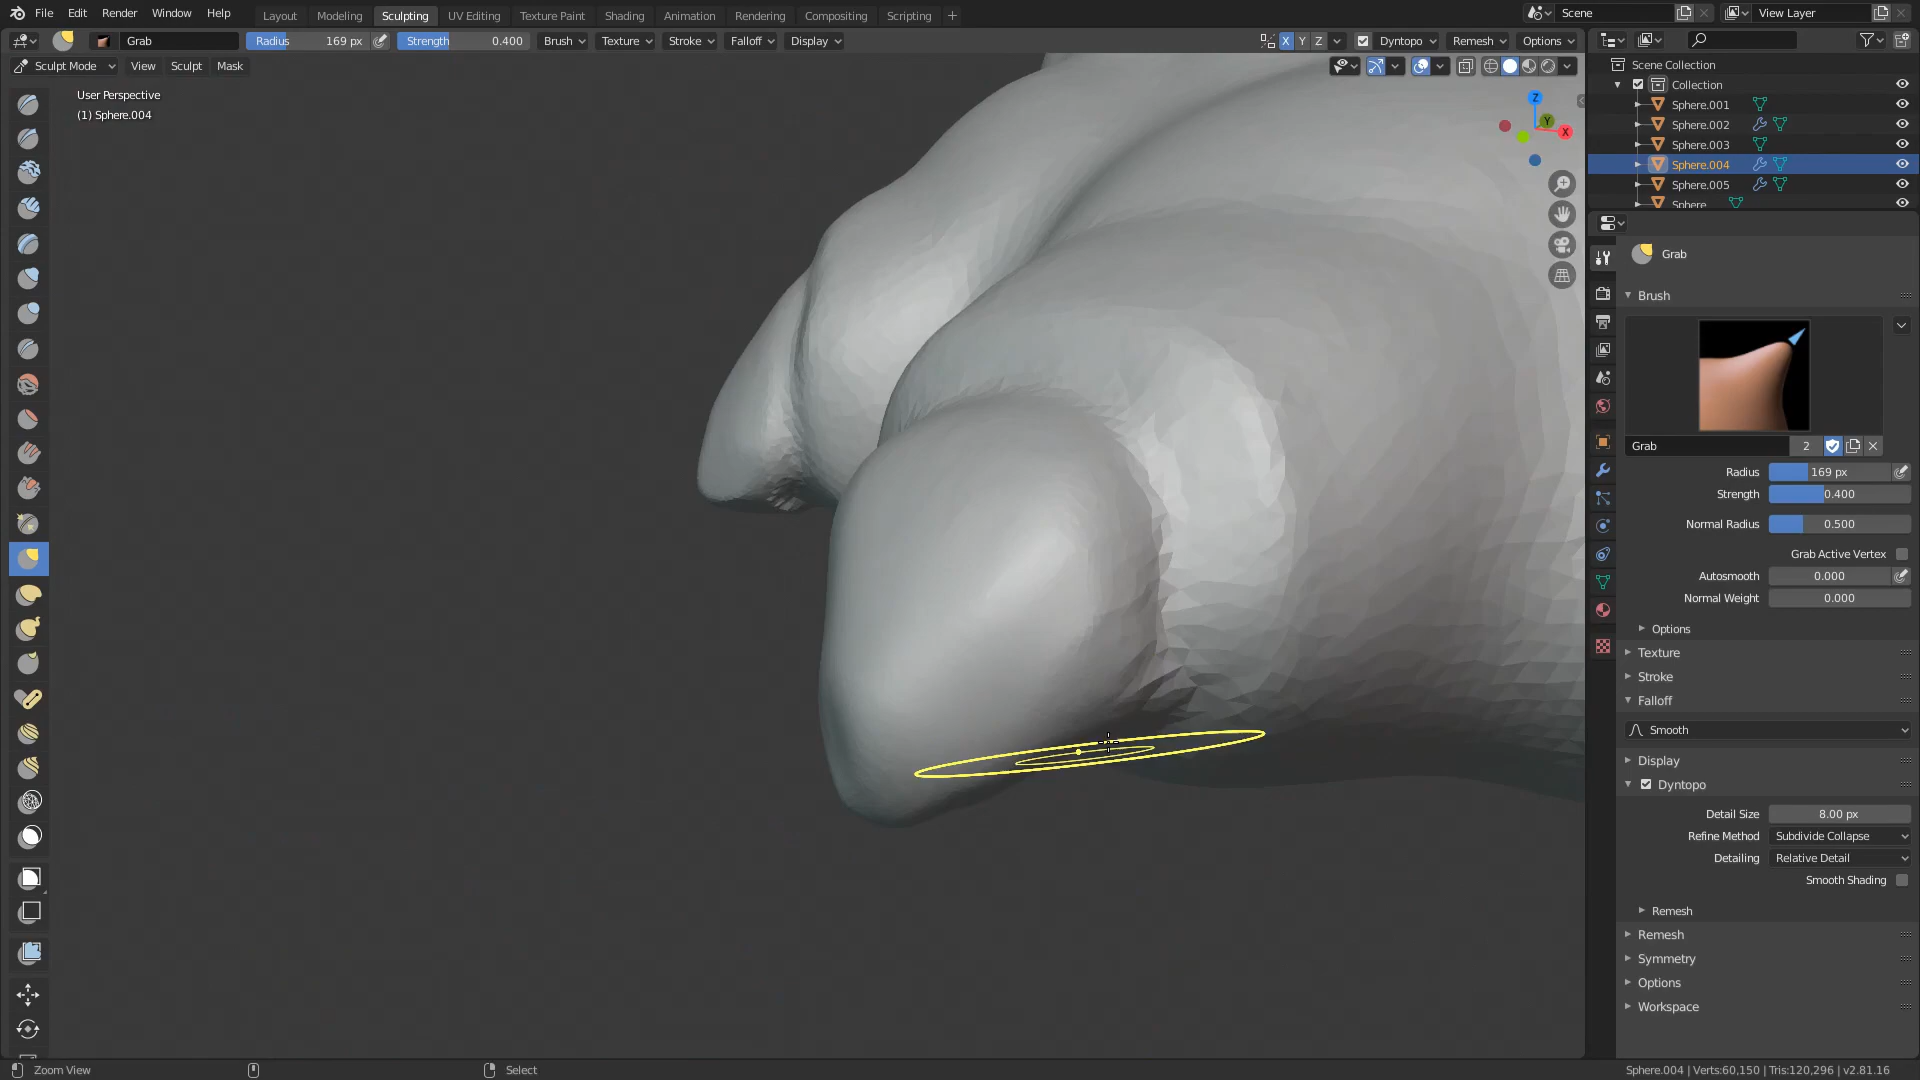 File Edit Render Window Help
Layout Modeling Sculpting UV Editing Texture Paint Shading Animation Rendering Compositing Scripting +
Scene
View Layer
Grab
Radius 169 px
Strength 0.400
Brush Texture Stroke Falloff Display
X Y Z
Dyntopo Remesh Options
Sculpt Mode View Sculpt Mask
User Perspective
(1) Sphere.004
Z
Y
X
Scene Collection
Collection
Sphere.001
Sphere.002
Sphere.003
Sphere.004
Sphere.005
Sphere
Grab
Brush
Grab 2
Radius 169 px
Strength 0.400
Normal Radius 0.500
Grab Active Vertex
Autosmooth 0.000
Normal Weight 0.000
Options
Texture
Stroke
Falloff
Smooth
Display
Dyntopo
Detail Size 8.00 px
Refine Method Subdivide Collapse
Detailing Relative Detail
Smooth Shading
Remesh
Remesh
Symmetry
Options
Workspace
Zoom View
Select
Sphere.004 | Verts:60,150 | Tris:120,296 | v2.81.16